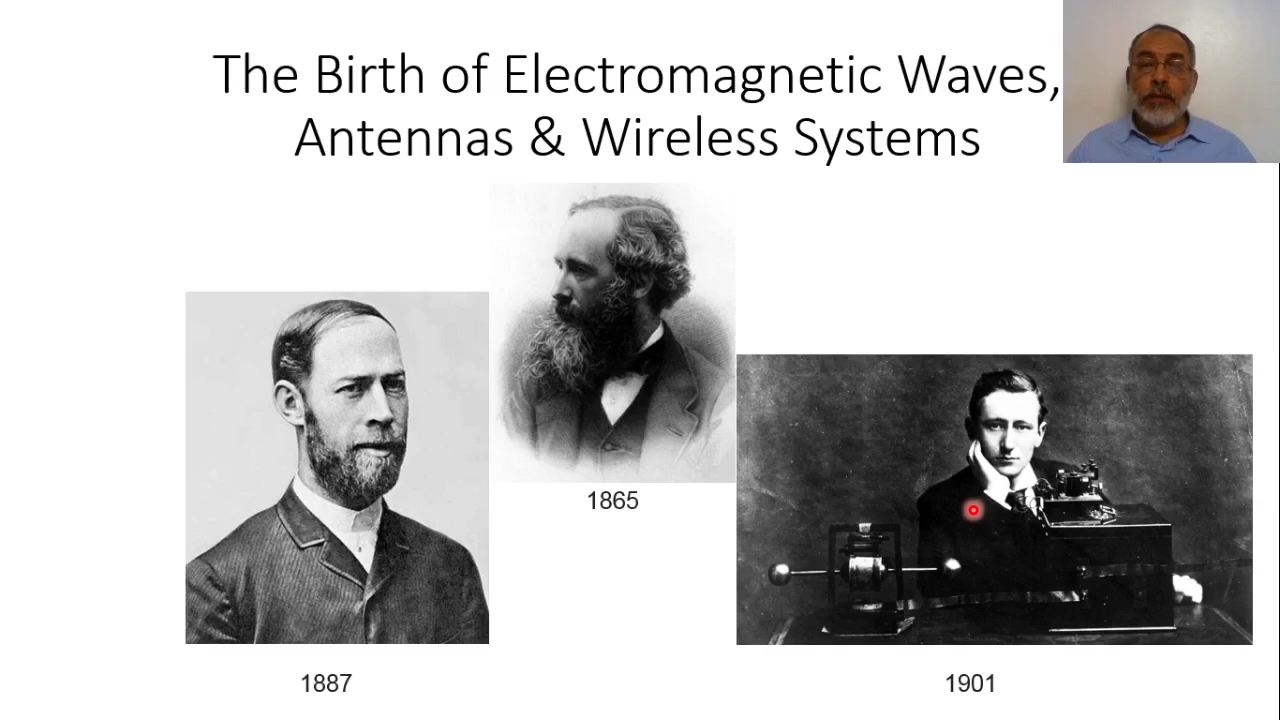 The Birth of Electromagnetic Waves,
Antennas & Wireless Systems
1865
1887
1901